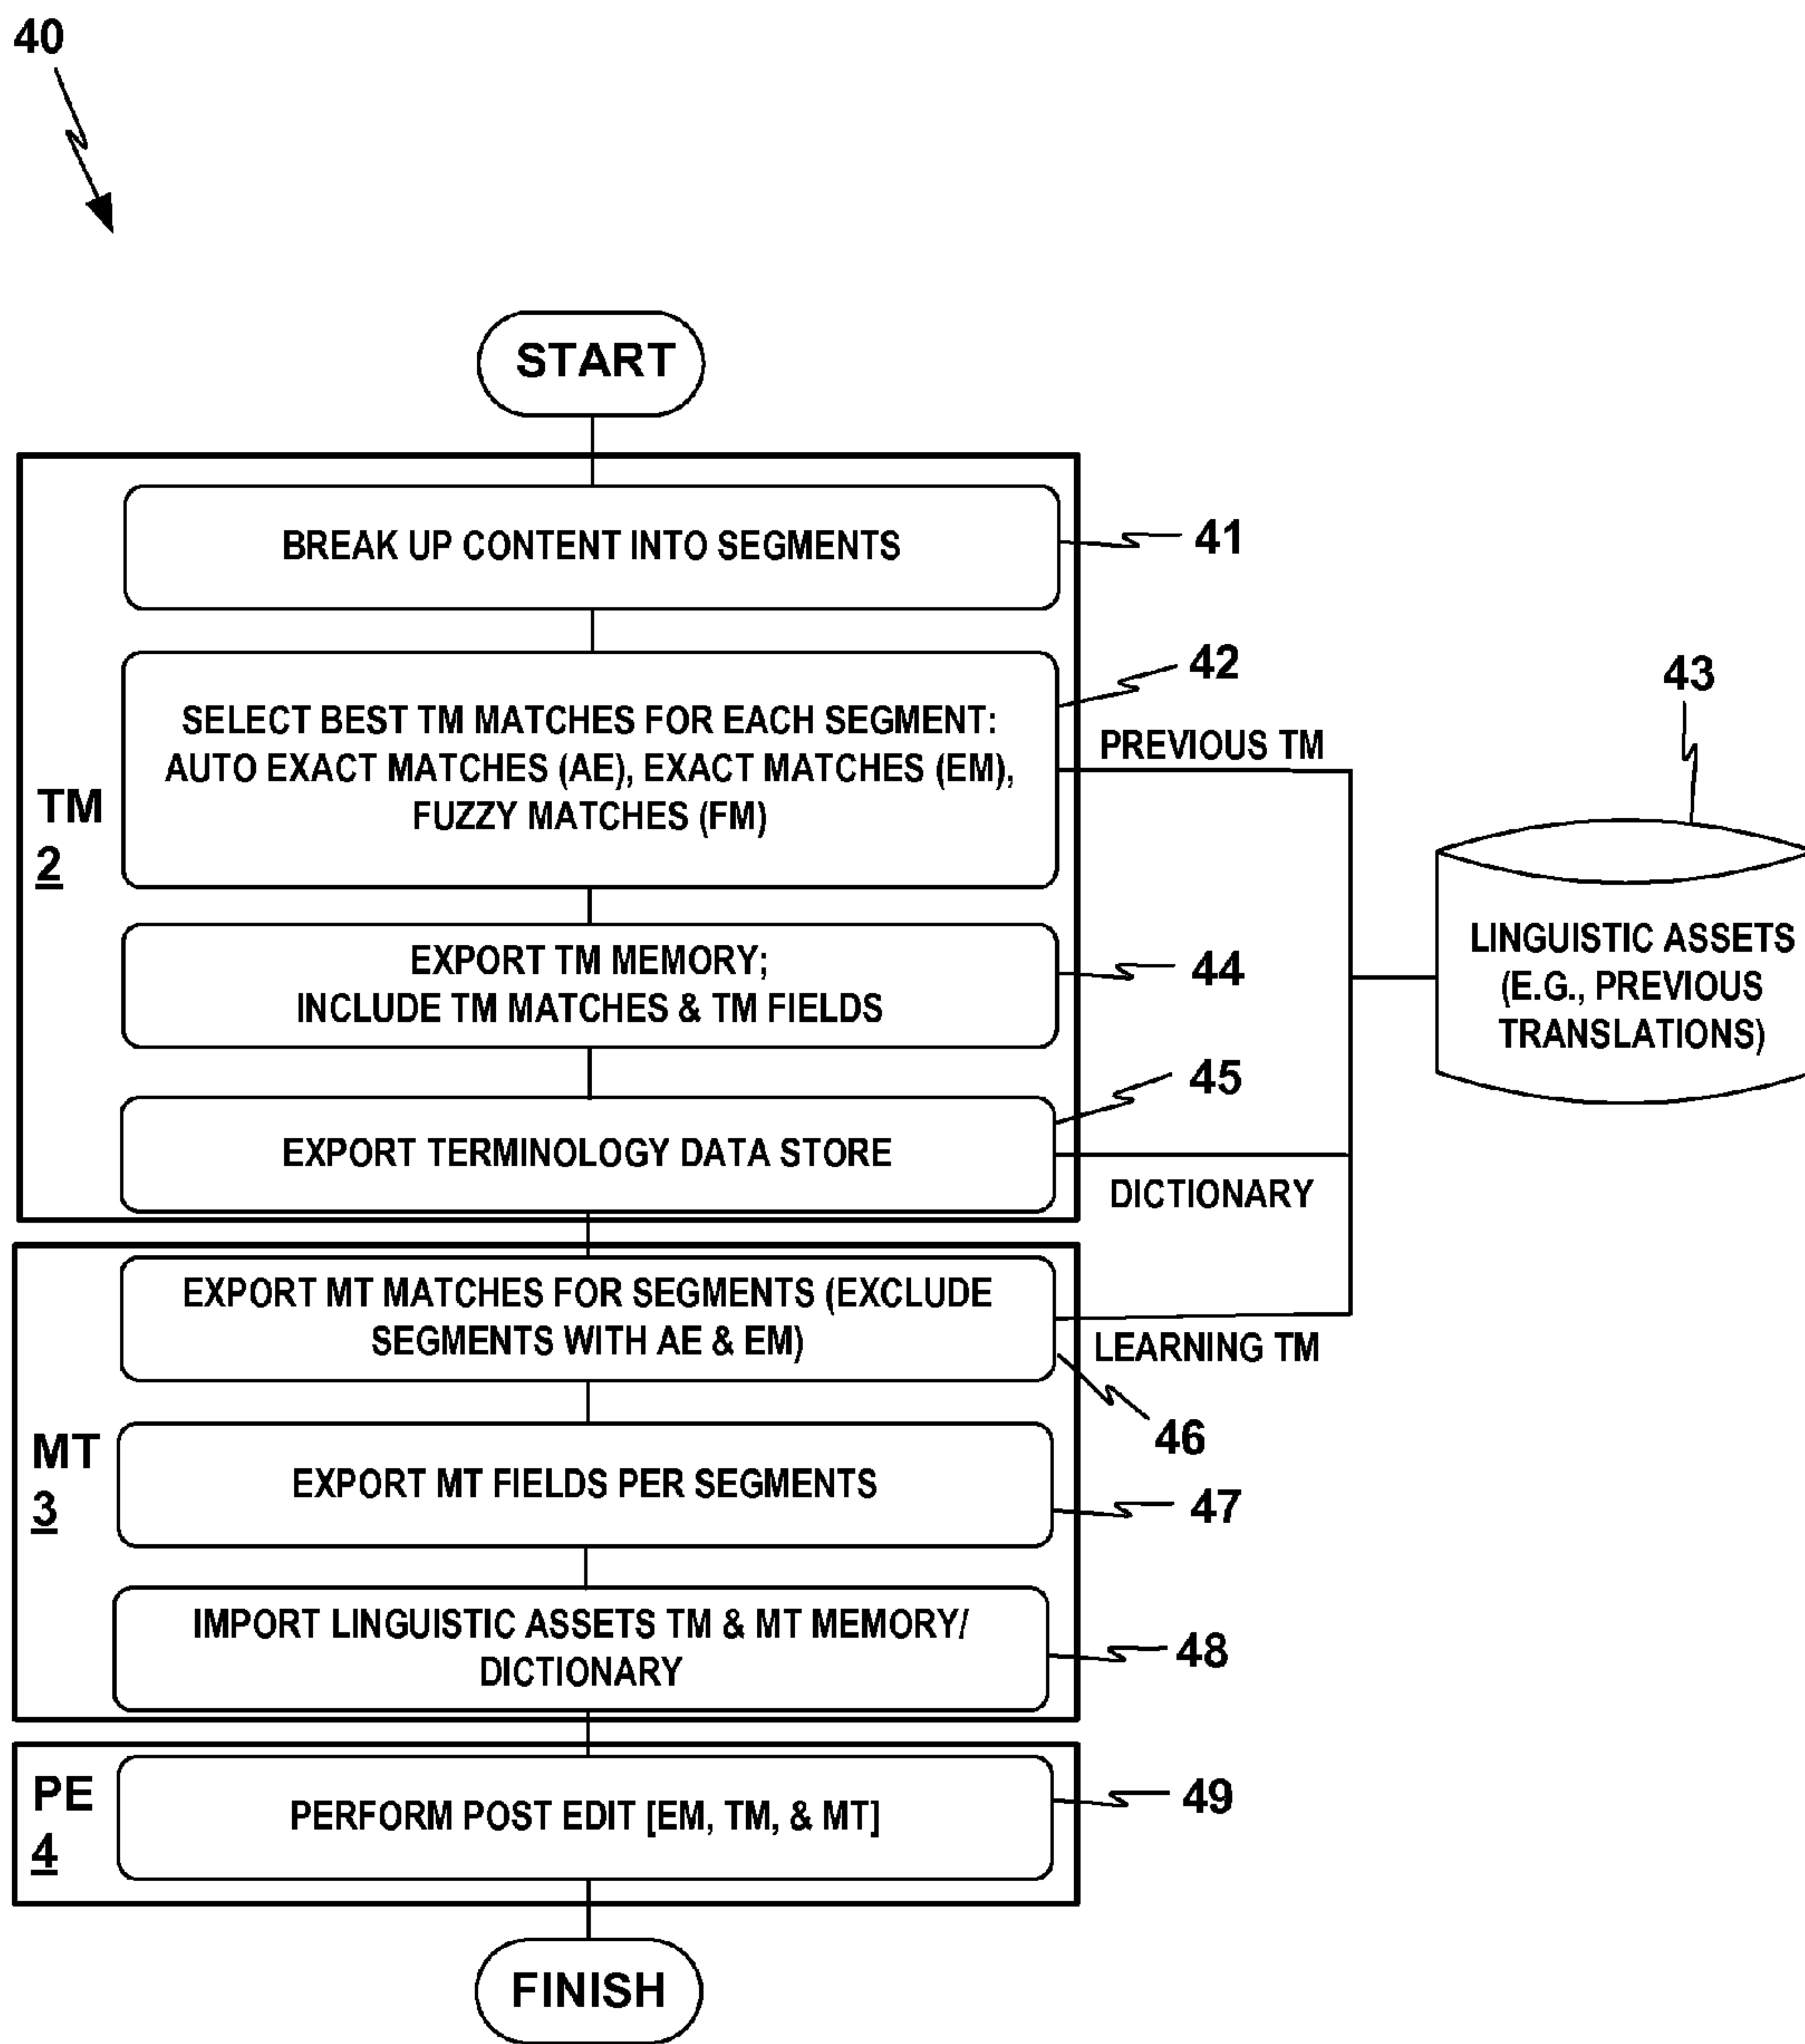 40
START
BREAK UP CONTENT INTO SEGMENTS
41
SELECT BEST TM MATCHES FOR EACH SEGMENT:
AUTO EXACT MATCHES (AE), EXACT MATCHES (EM),
FUZZY MATCHES (FM)
42
PREVIOUS TM
43
TM
2
LINGUISTIC ASSETS
(E.G., PREVIOUS
TRANSLATIONS)
EXPORT TM MEMORY;
INCLUDE TM MATCHES & TM FIELDS
44
EXPORT TERMINOLOGY DATA STORE
45
DICTIONARY
EXPORT MT MATCHES FOR SEGMENTS (EXCLUDE
SEGMENTS WITH AE & EM)
LEARNING TM
46
MT
3
EXPORT MT FIELDS PER SEGMENTS
47
IMPORT LINGUISTIC ASSETS TM & MT MEMORY/
DICTIONARY
48
PE
4
PERFORM POST EDIT [EM, TM, & MT]
49
FINISH